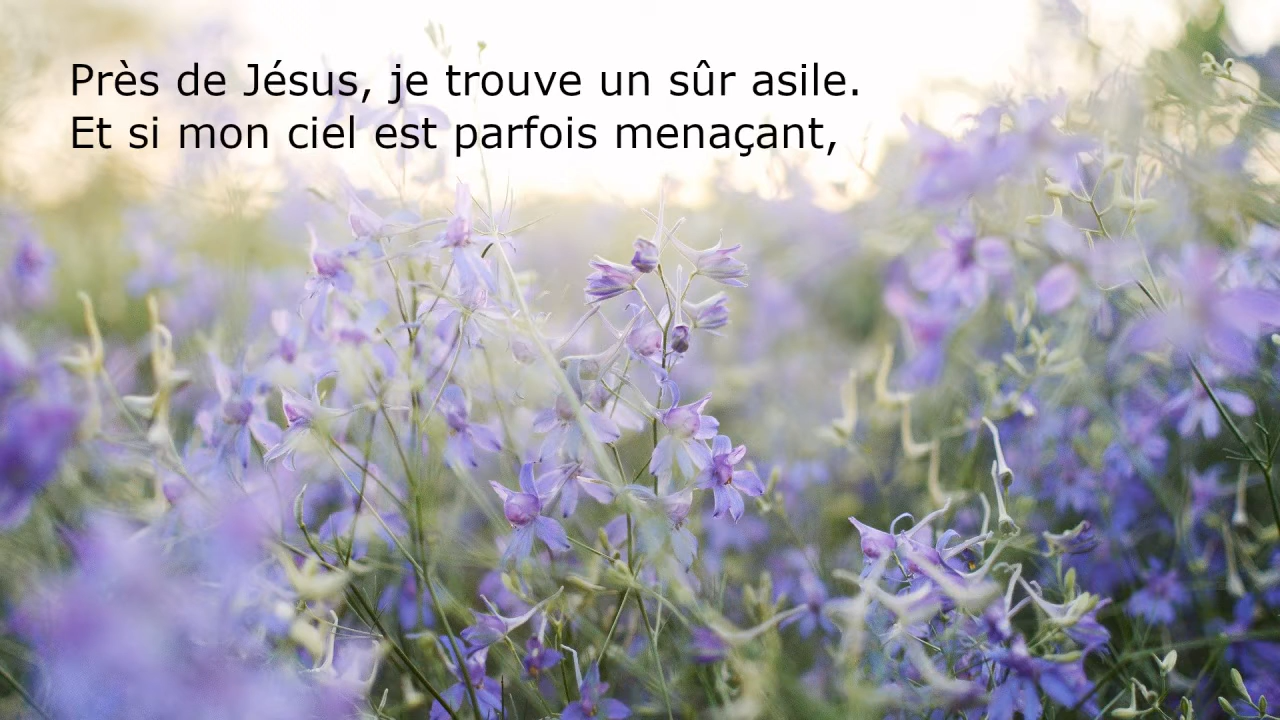 Près de Jésus, je trouve un sûr asile.
Et si mon ciel est parfois menaçant,